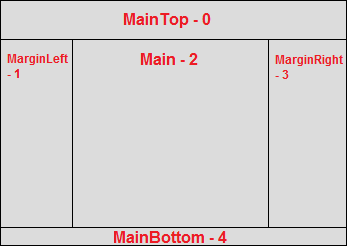 MainTop - 0
MarginLeft
- 1
Main - 2
MarginRight
- 3
MainBottom - 4